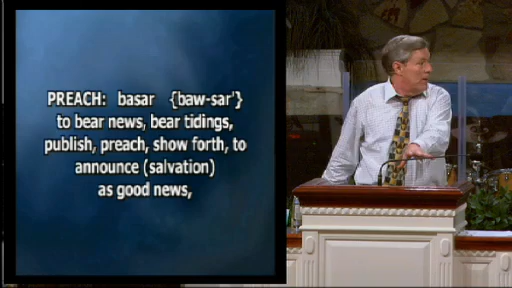 PREACH: basar {baw-sar'}
to bear news, bear tidings,
publish, preach, show forth, to
announce (salvation)
as good news,